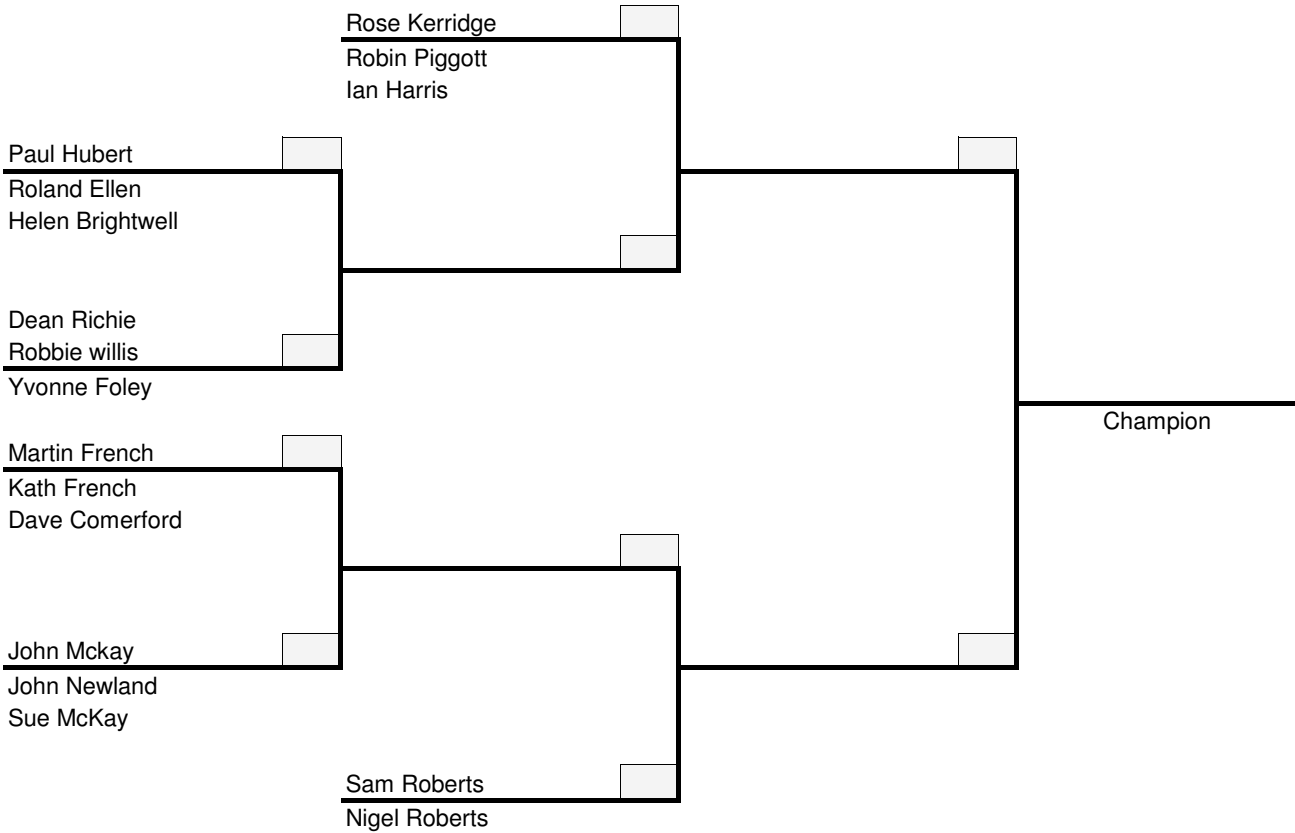 Rose Kerridge
Robin Piggott
Ian Harris
Paul Hubert
Roland Ellen
Helen Brightwell
Dean Richie
Robbie willis
Yvonne Foley
Champion
Martin French
Kath French
Dave Comerford
John Mckay
John Newland
Sue McKay
Sam Roberts
Nigel Roberts